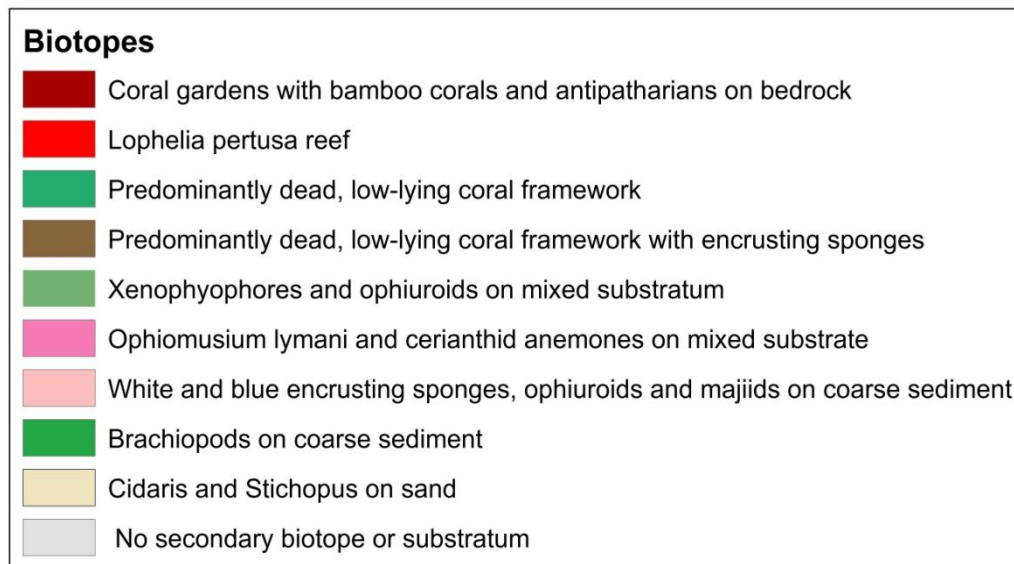 Biotopes
Coral gardens with bamboo corals and antipatharians on bedrock
Lophelia pertusa reef
Predominantly dead, low-lying coral framework
Predominantly dead, low-lying coral framework with encrusting sponges
Xenophyophores and ophiuroids on mixed substratum
Ophiomusium lymani and cerianthid anemones on mixed substrate
White and blue encrusting sponges, ophiuroids and majiids on coarse sediment
Brachiopods on coarse sediment
Cidaris and Stichopus on sand
No secondary biotope or substratum